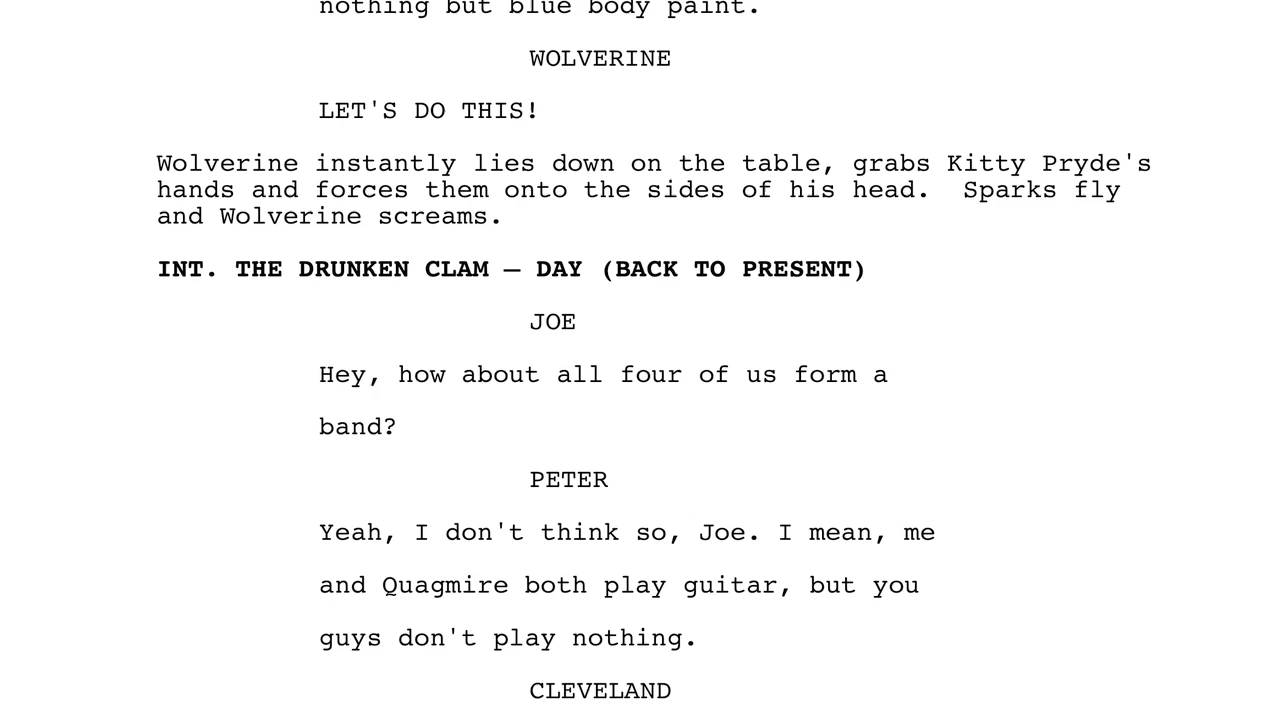 nothing but blue body paint.
WOLVERINE
LET'S DO THIS!
Wolverine instantly lies down on the table, grabs Kitty Pryde's
hands and forces them onto the sides of his head.  Sparks fly
and Wolverine screams.
INT. THE DRUNKEN CLAM – DAY (BACK TO PRESENT)
JOE
Hey, how about all four of us form a
band?
PETER
Yeah, I don't think so, Joe. I mean, me
and Quagmire both play guitar, but you
guys don't play nothing.
CLEVELAND